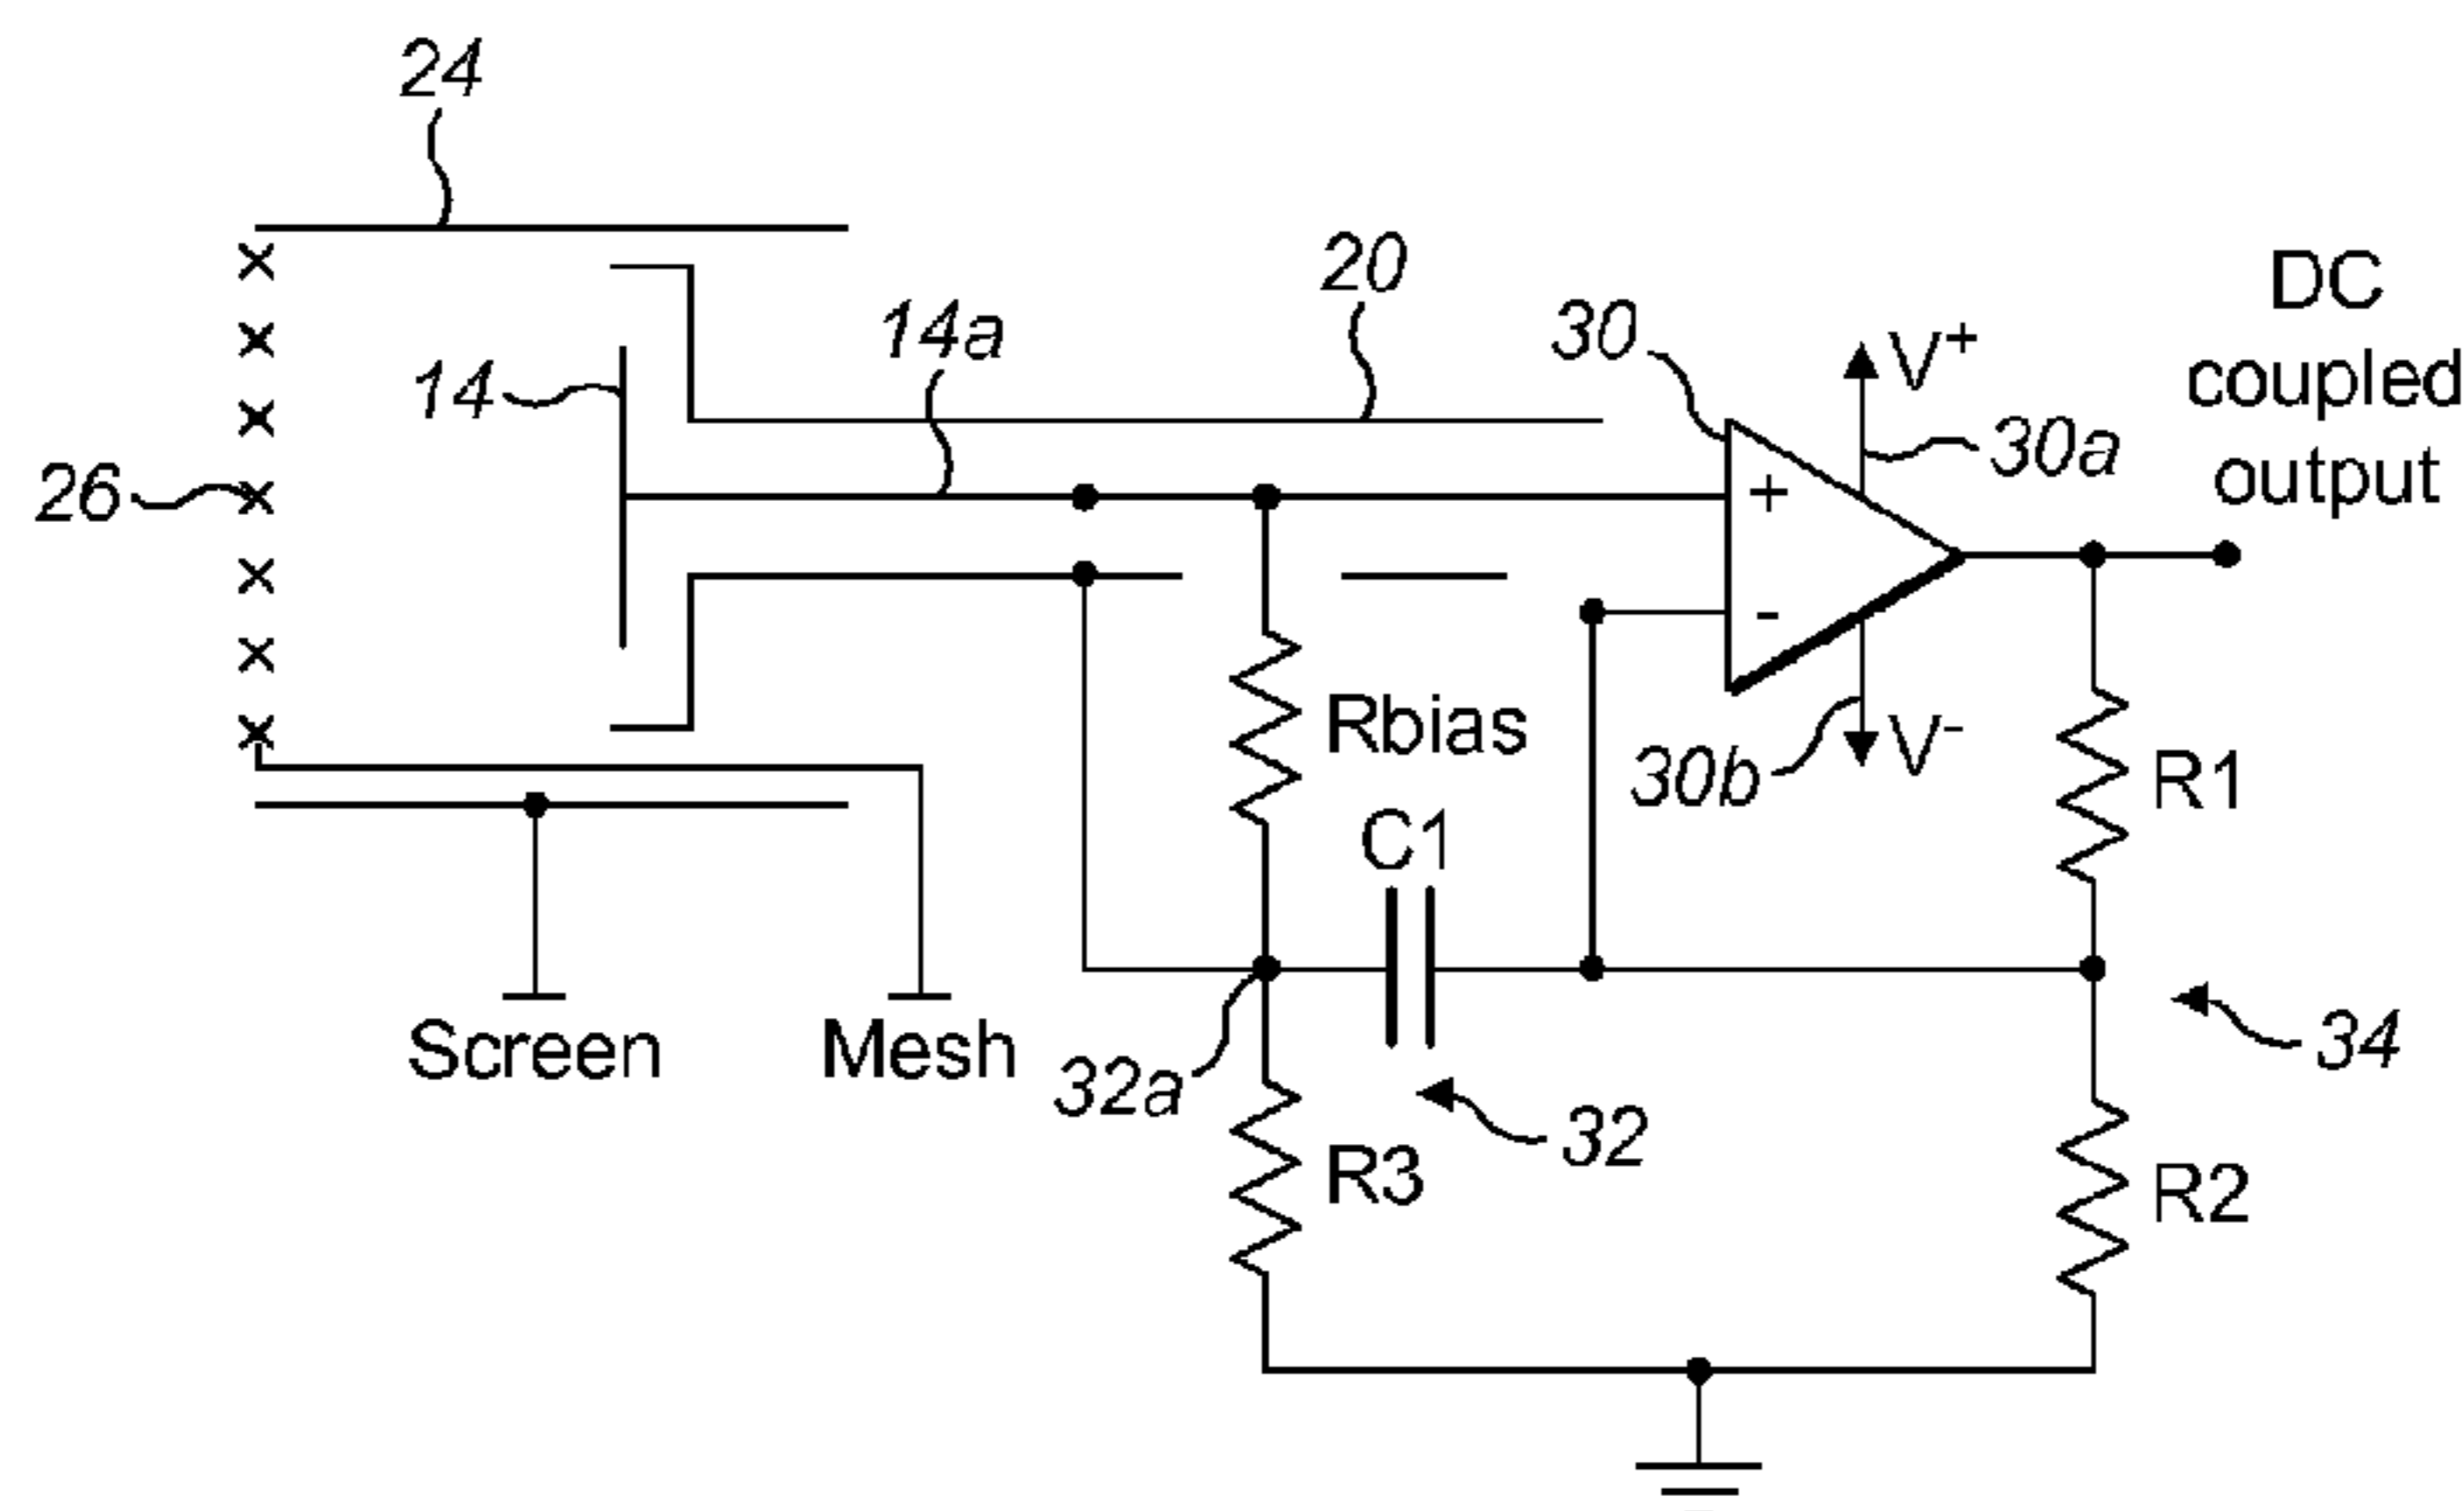 24
14a
20
30
V+
DC
coupled
output
30a
14
26
+
-
Rbias
30b
V-
R1
C1
Screen
Mesh
32a
32
34
R3
R2